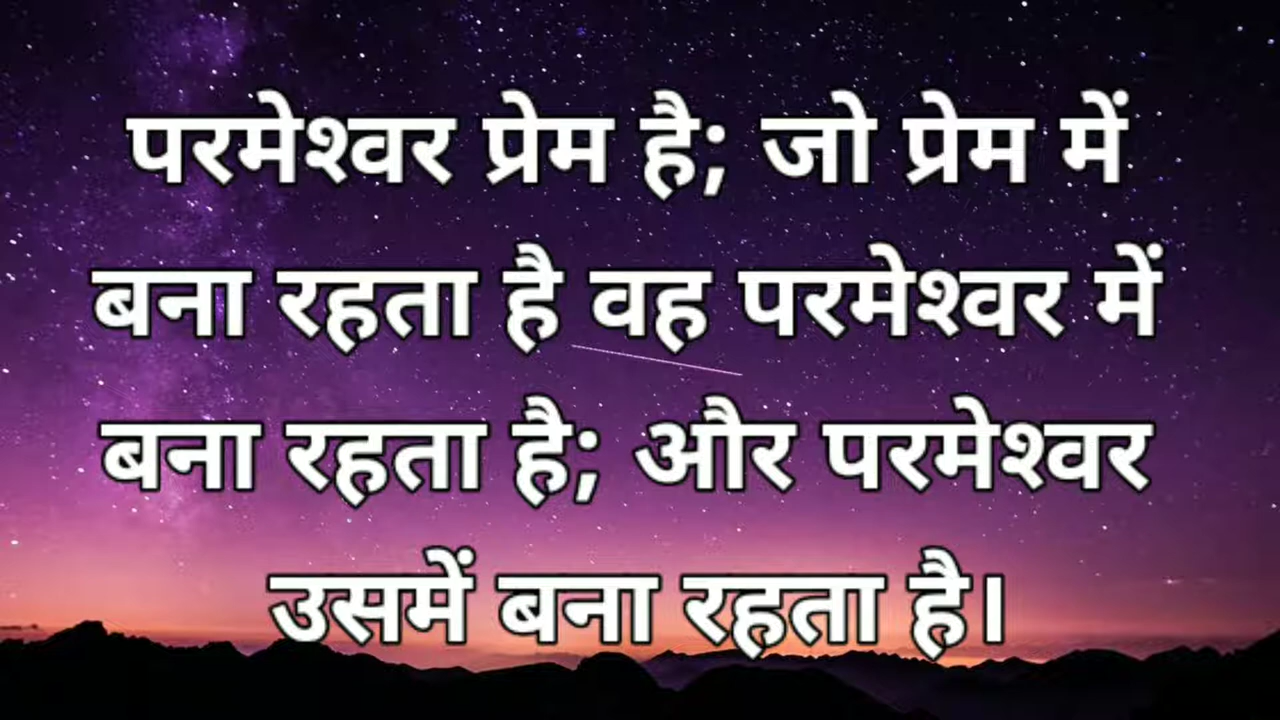 परमेश्वर प्रेम है; जो प्रेम में
बना रहता है वह परमेश्वर में
बना रहता है; और परमेश्वर
उसमें बना रहता है।